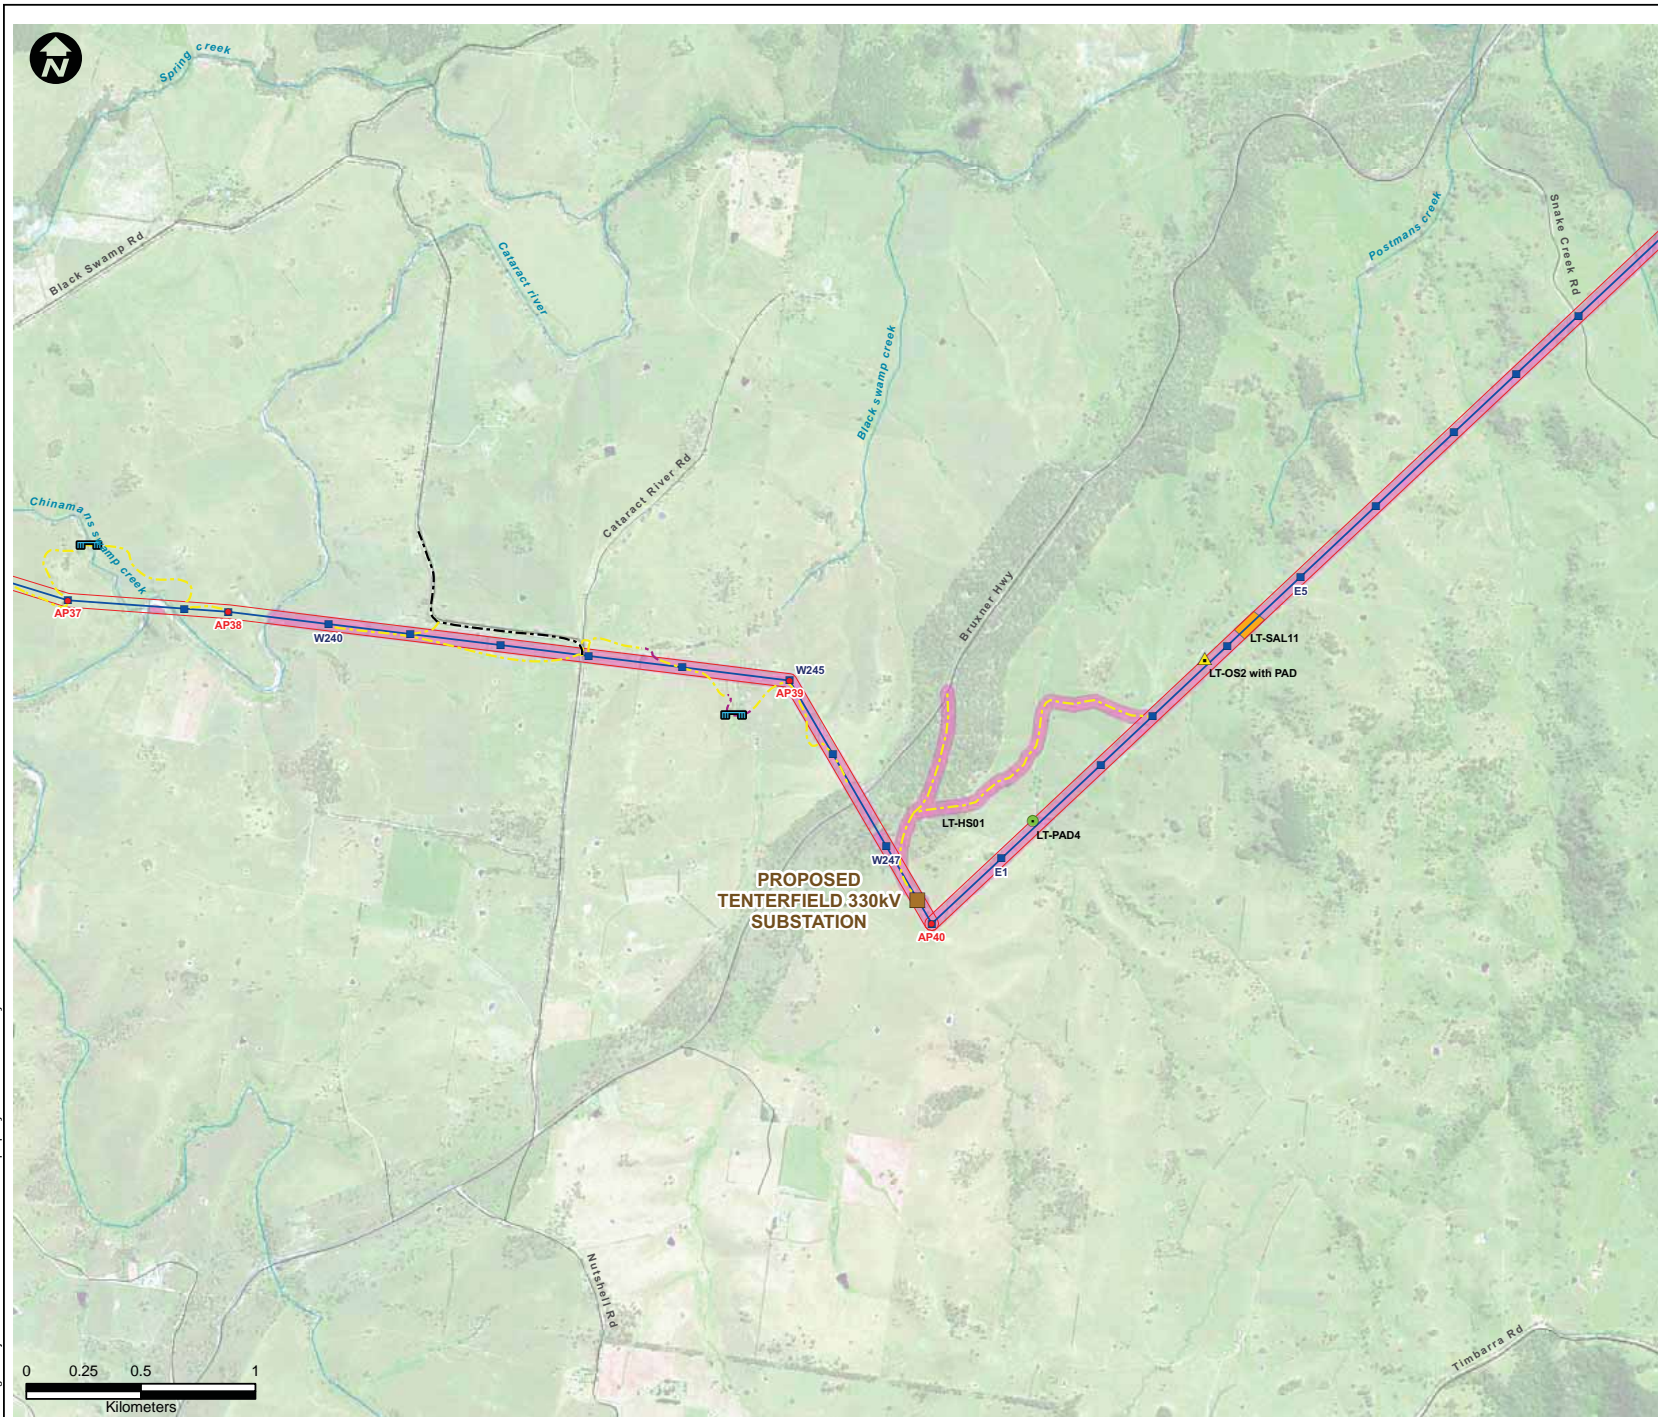 N
Spring creek
Black Swamp Rd
Cataract river
Postmans creek
Snake Creek Rd
Black swamp creek
Cataract River Rd
Chinamans swamp creek
Bruxner Hwy
AP37
AP38
W240
W245
AP39
E5
LT-SAL11
LT-OS2 with PAD
LT-HS01
LT-PAD4
W247
E1
PROPOSED
TENTERFIELD 330kV
SUBSTATION
AP40
Nutshell Rd
Timbarra Rd
0 0.25 0.5 1
Kilometers